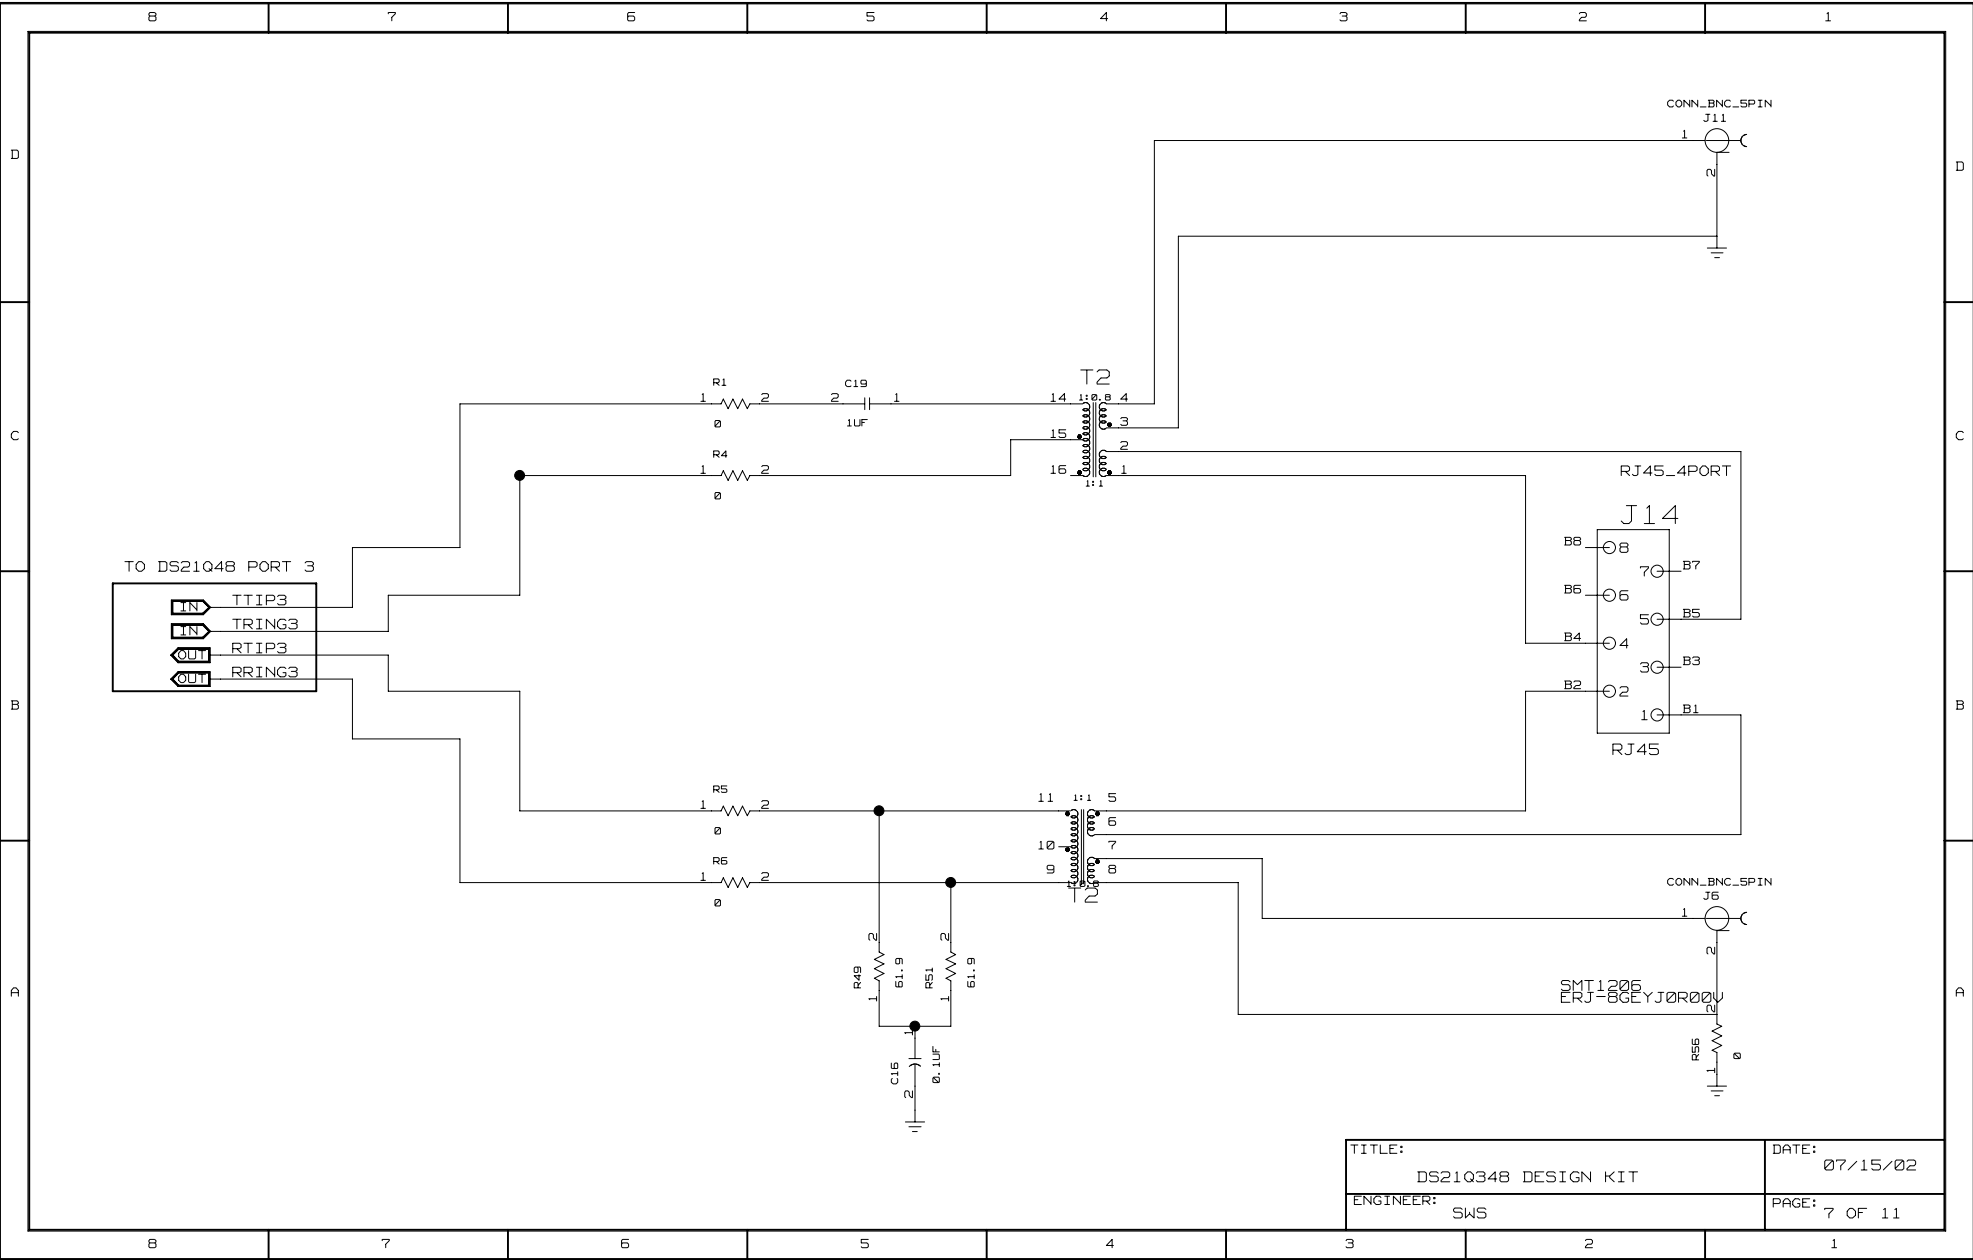 8 7 6 5 4 3 2 1
D
D
CONN_BNC_5PIN
J11
1
2
C
C
T2
R1
1 2
0
C19
2 1
1UF
14 1:0.8 4
3
15
2
16 1
1:1
R4
1 2
0
RJ45_4PORT
J14
B8 8
7 B7
B6 6
5 B5
B4 4
3 B3
B2 2
1 B1
RJ45
TO DS21Q48 PORT 3
IN TTIP3
IN TRING3
OUT RTIP3
OUT RRING3
B
B
R5
1 2
0
11 1:1 5
6
10 7
9 8
T2
R6
1 2
0
CONN_BNC_5PIN
J6
1
2
A
A
R49
2
1
61.9
R51
2
1
61.9
C16
1
2
0.1UF
SMT1206
ERJ-8GEYJ0R00V
R56
2
1
0
TITLE:
DS21Q348 DESIGN KIT
DATE:
07/15/02
ENGINEER:
SWS
PAGE:
7 OF 11
8 7 6 5 4 3 2 1